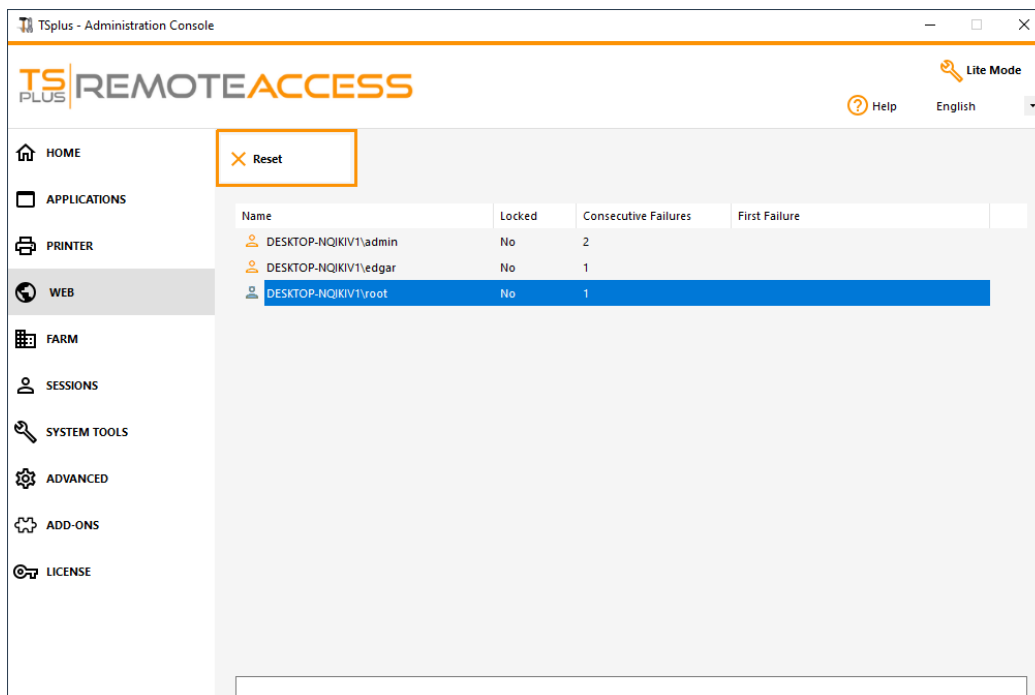 TSplus - Administration Console
TS PLUS REMOTEACCESS
Lite Mode
Help English
HOME
APPLICATIONS
PRINTER
WEB
FARM
SESSIONS
SYSTEM TOOLS
ADVANCED
ADD-ONS
LICENSE
Reset
Name Locked Consecutive Failures First Failure
DESKTOP-NQIKIV1\admin No 2
DESKTOP-NQIKIV1\edgar No 1
DESKTOP-NQIKIV1\root No 1